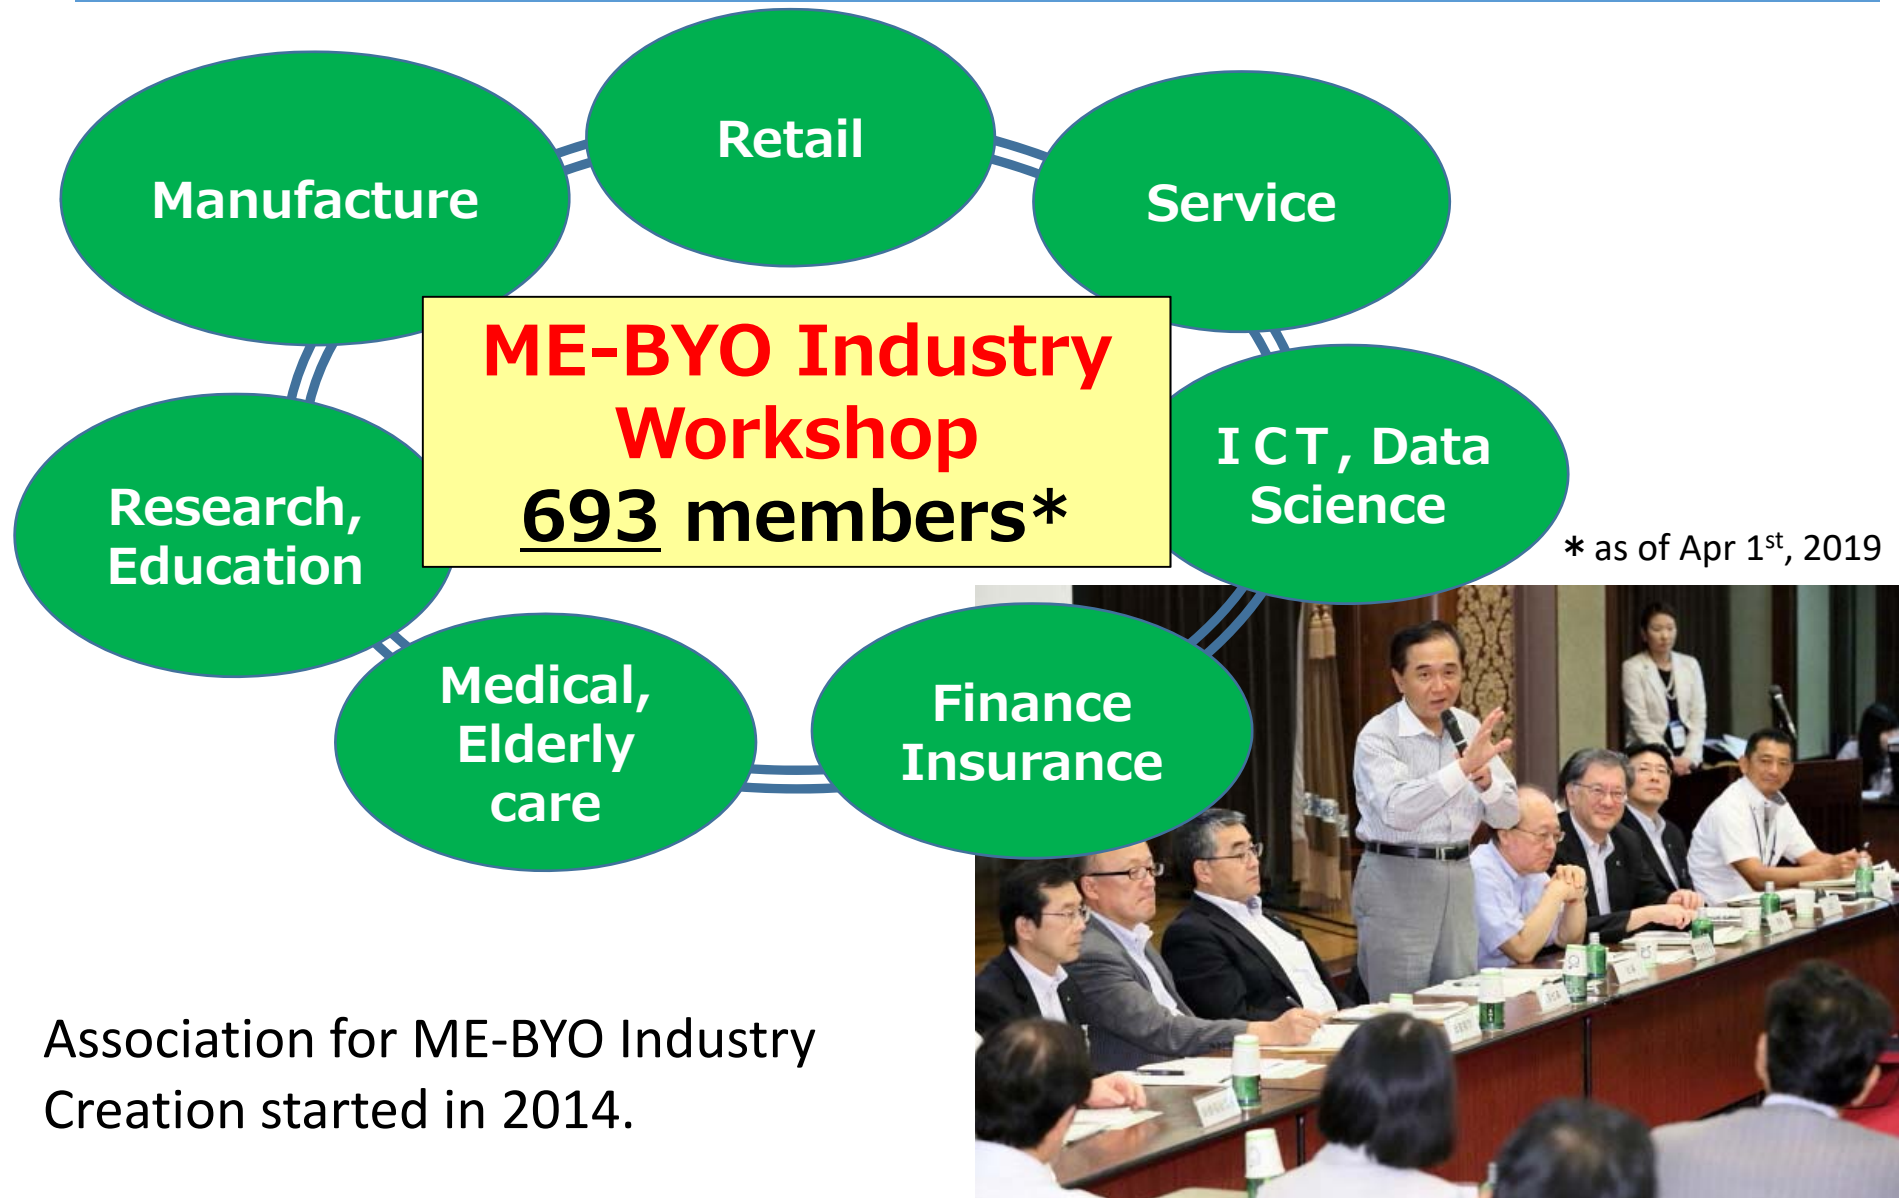 Retail
Manufacture
Service
ME-BYO Industry
Workshop
693 members*
ICT, Data
Science
Research,
Education
* as of Apr 1st, 2019
Medical,
Elderly
care
Finance
Insurance
Association for ME-BYO Industry
Creation started in 2014.